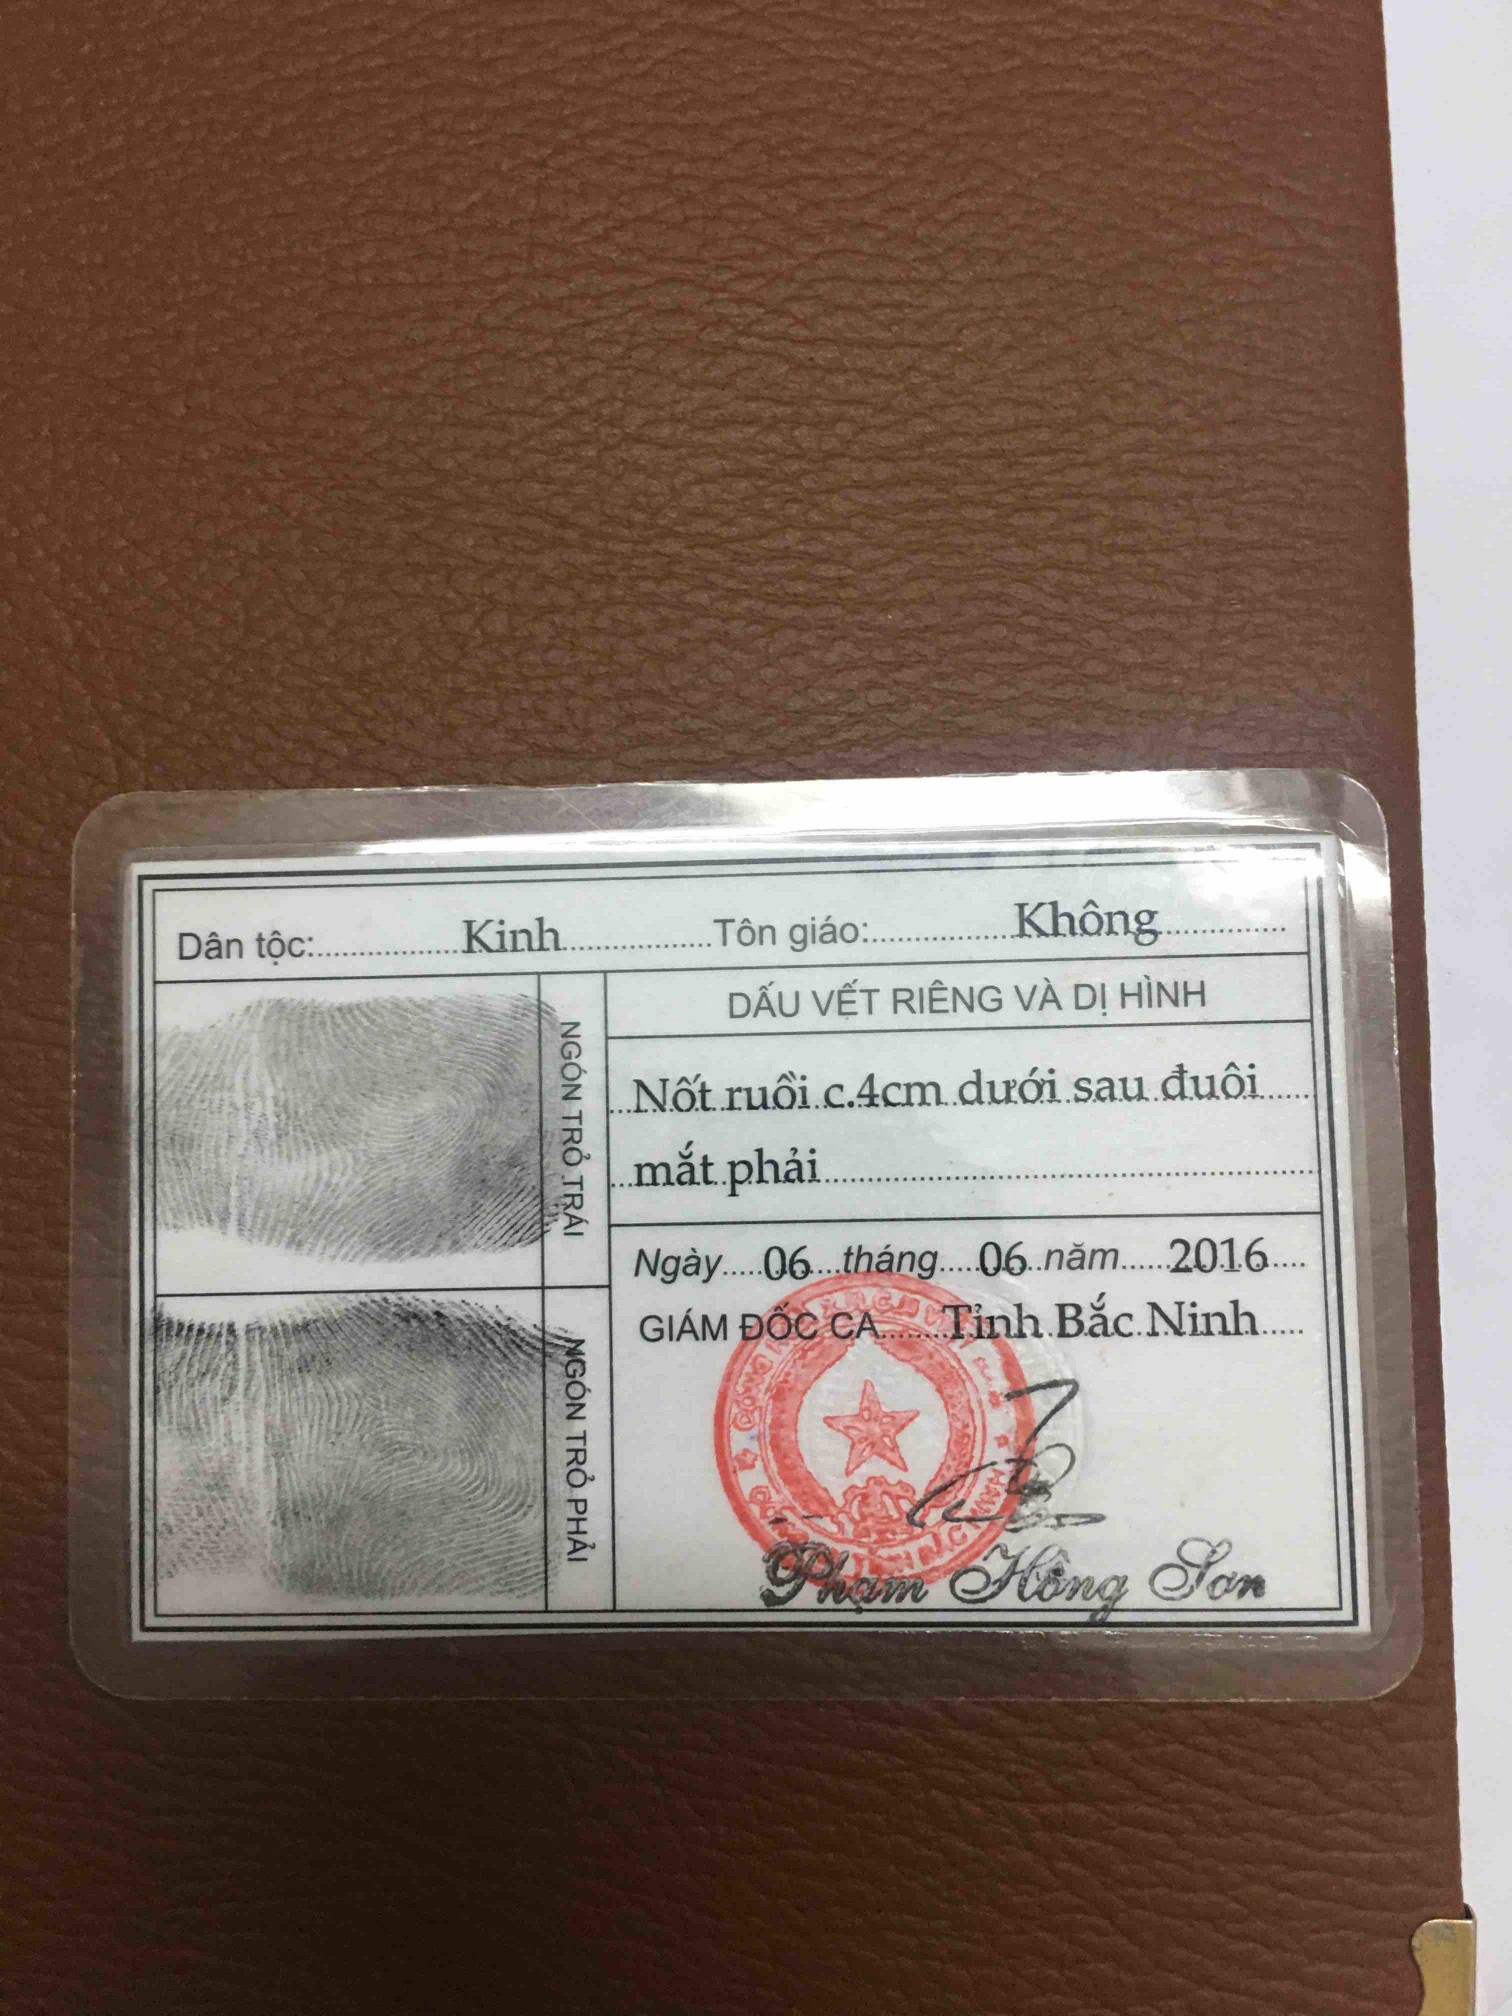 Dân tộc: Kinh Tôn giáo: Không
NGÓN TRỎ TRÁI
DẤU VẾT RIÊNG VÀ DỊ HÌNH
Nốt ruồi c.4cm dưới sau đuôi
mắt phải
NGÓN TRỎ PHẢI
Ngày 06 tháng 06 năm 2016
GIÁM ĐỐC CA Tỉnh Bắc Ninh
Phạm Hồng Sơn